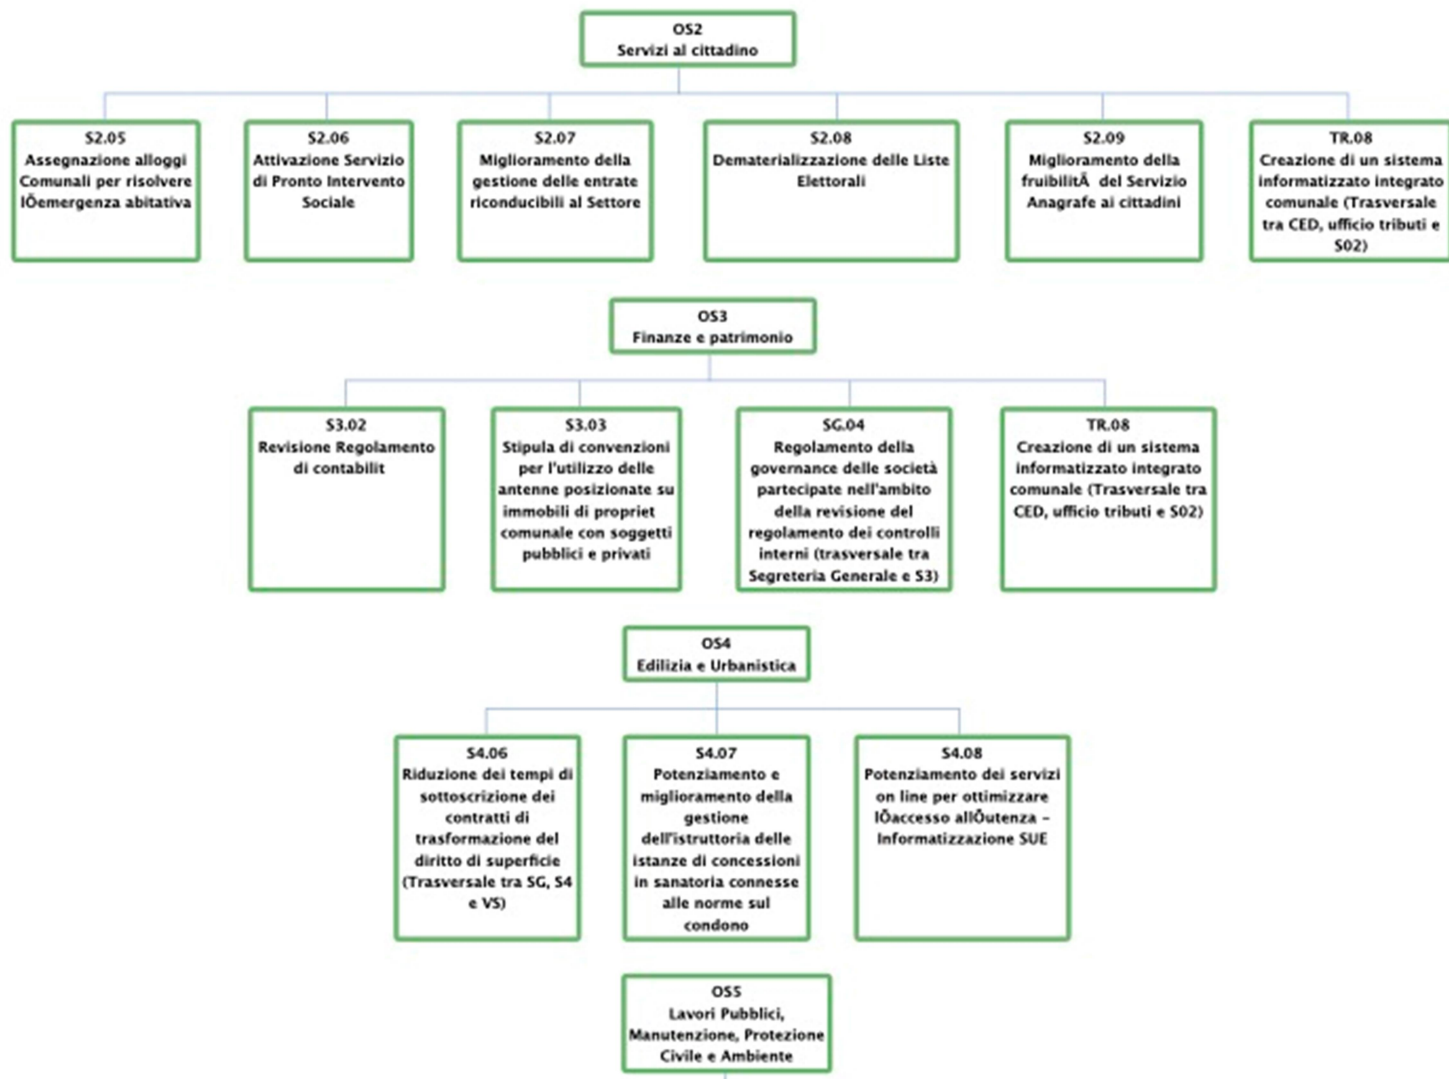 OS2
Servizi al cittadino
S2.05
Assegnazione alloggi
Comunali per risolvere
lÕemergenza abitativa
S2.06
Attivazione Servizio
di Pronto Intervento
Sociale
S2.07
Miglioramento della
gestione delle entrate
riconducibili al Settore
S2.08
Dematerializzazione delle Liste
Elettorali
S2.09
Miglioramento della
fruibilitÃ del Servizio
Anagrafe ai cittadini
TR.08
Creazione di un sistema
informatizzato integrato
comunale (Trasversale
tra CED, ufficio tributi e
S02)
OS3
Finanze e patrimonio
S3.02
Revisione Regolamento
di contabilit
S3.03
Stipula di convenzioni
per l'utilizzo delle
antenne posizionate su
immobili di propriet
comunale con soggetti
pubblici e privati
SG.04
Regolamento della
governance delle società
partecipate nell'ambito
della revisione del
regolamento dei controlli
interni (trasversale tra
Segreteria Generale e S3)
TR.08
Creazione di un sistema
informatizzato integrato
comunale (Trasversale tra
CED, ufficio tributi e S02)
OS4
Edilizia e Urbanistica
S4.06
Riduzione dei tempi di
sottoscrizione dei
contratti di
trasformazione del
diritto di superficie
(Trasversale tra SG, S4
e VS)
S4.07
Potenziamento e
miglioramento della
gestione
dell'istruttoria delle
istanze di concessioni
in sanatoria connesse
alle norme sul
condono
S4.08
Potenziamento dei servizi
on line per ottimizzare
lÕaccesso allÕutenza –
Informatizzazione SUE
OS5
Lavori Pubblici,
Manutenzione, Protezione
Civile e Ambiente